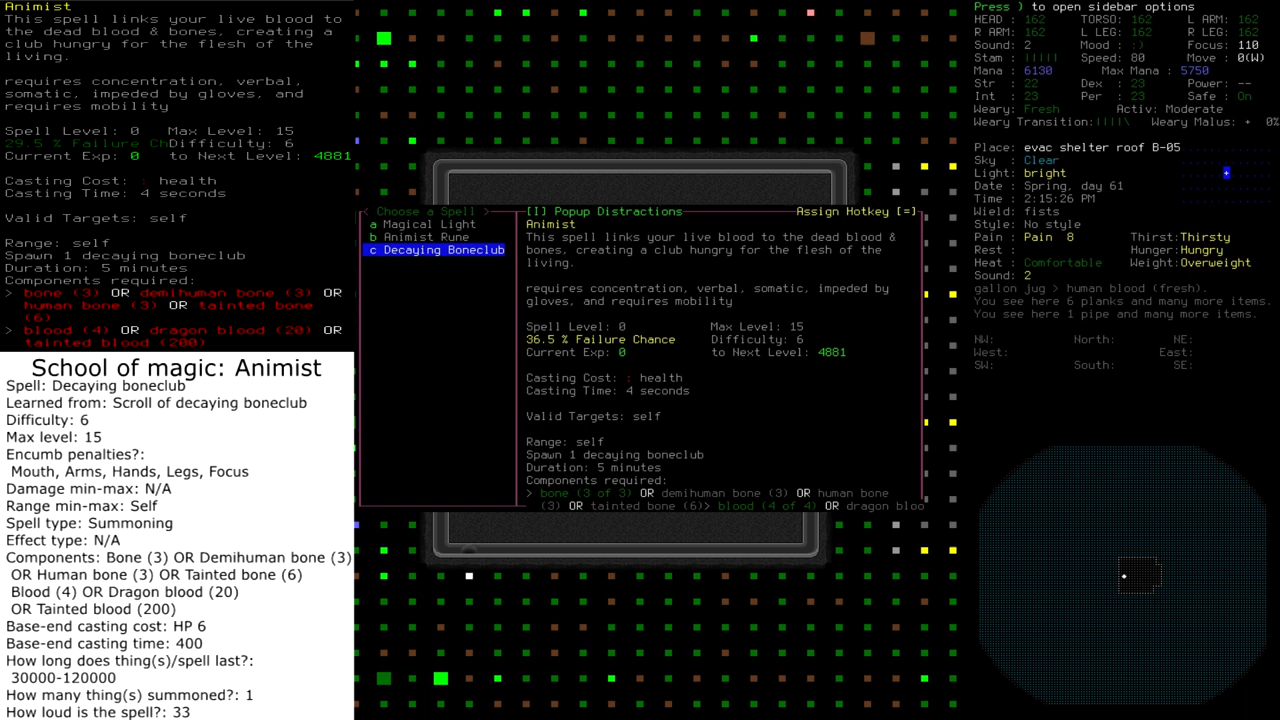 Animist
This spell links your live blood to
the dead blood & bones, creating a
club hungry for the flesh of the
living.
requires concentration, verbal,
somatic, impeded by gloves, and
requires mobility
Spell Level: 0 Max Level: 15
29.5 % Failure Ch Difficulty: 6
Current Exp: 0 to Next Level: 4881
Casting Cost: : health
Casting Time: 4 seconds
Valid Targets: self
Range: self
Spawn 1 decaying boneclub
Duration: 5 minutes
Components required:
> bone (3) OR demihuman bone (3) OR
human bone (3) OR tainted bone
(6)
> blood (4) OR dragon blood (20) OR
tainted blood (200)
School of magic: Animist
Spell: Decaying boneclub
Learned from: Scroll of decaying boneclub
Difficulty: 6
Max level: 15
Encumb penalties?:
Mouth, Arms, Hands, Legs, Focus
Damage min-max: N/A
Range min-max: Self
Spell type: Summoning
Effect type: N/A
Components: Bone (3) OR Demihuman bone (3)
OR Human bone (3) OR Tainted bone (6)
Blood (4) OR Dragon blood (20)
OR Tainted blood (200)
Base-end casting cost: HP 6
Base-end casting time: 400
How long does thing(s)/spell last?:
30000-120000
How many thing(s) summoned?: 1
How loud is the spell?: 33
< Choose a Spell >
a Magical Light
b Animist Rune
c Decaying Boneclub
[I] Popup Distractions Assign Hotkey [=]
Animist
This spell links your live blood to the dead blood &
bones, creating a club hungry for the flesh of the
living.
requires concentration, verbal, somatic, impeded by
gloves, and requires mobility
Spell Level: 0 Max Level: 15
36.5 % Failure Chance Difficulty: 6
Current Exp: 0 to Next Level: 4881
Casting Cost: : health
Casting Time: 4 seconds
Valid Targets: self
Range: self
Spawn 1 decaying boneclub
Duration: 5 minutes
Components required:
> bone (3 of 3) OR demihuman bone (3) OR human bone
(3) OR tainted bone (6)> blood (4 of 4) OR dragon bloo
Press } to open sidebar options
HEAD : 162 TORSO: 162 L ARM: 162
R ARM: 162 L LEG: 162 R LEG: 162
Sound: 2 Mood : :) Focus: 110
Stam : ||||| Speed: 80 Move : 0(W)
Mana : 6130 Max Mana : 5750
Str : 22 Dex : 23 Power: --
Int : 23 Per : 23 Safe : On
Weary: Fresh Activ: Moderate
Weary Transition:||||\ Weary Malus: + 0%
Place: evac shelter roof B-05
Sky : Clear
Light: bright
Date : Spring, day 61
Time : 2:15:26 PM
Wield: fists
Style: No style
Pain : Pain 8 Thirst:Thirsty
Rest : Hunger:Hungry
Heat : Comfortable Weight:Overweight
Sound: 2
gallon jug > human blood (fresh).
You see here 6 planks and many more items.
You see here 1 pipe and many more items.
NW: North: NE:
West: East:
SW: South: SE: